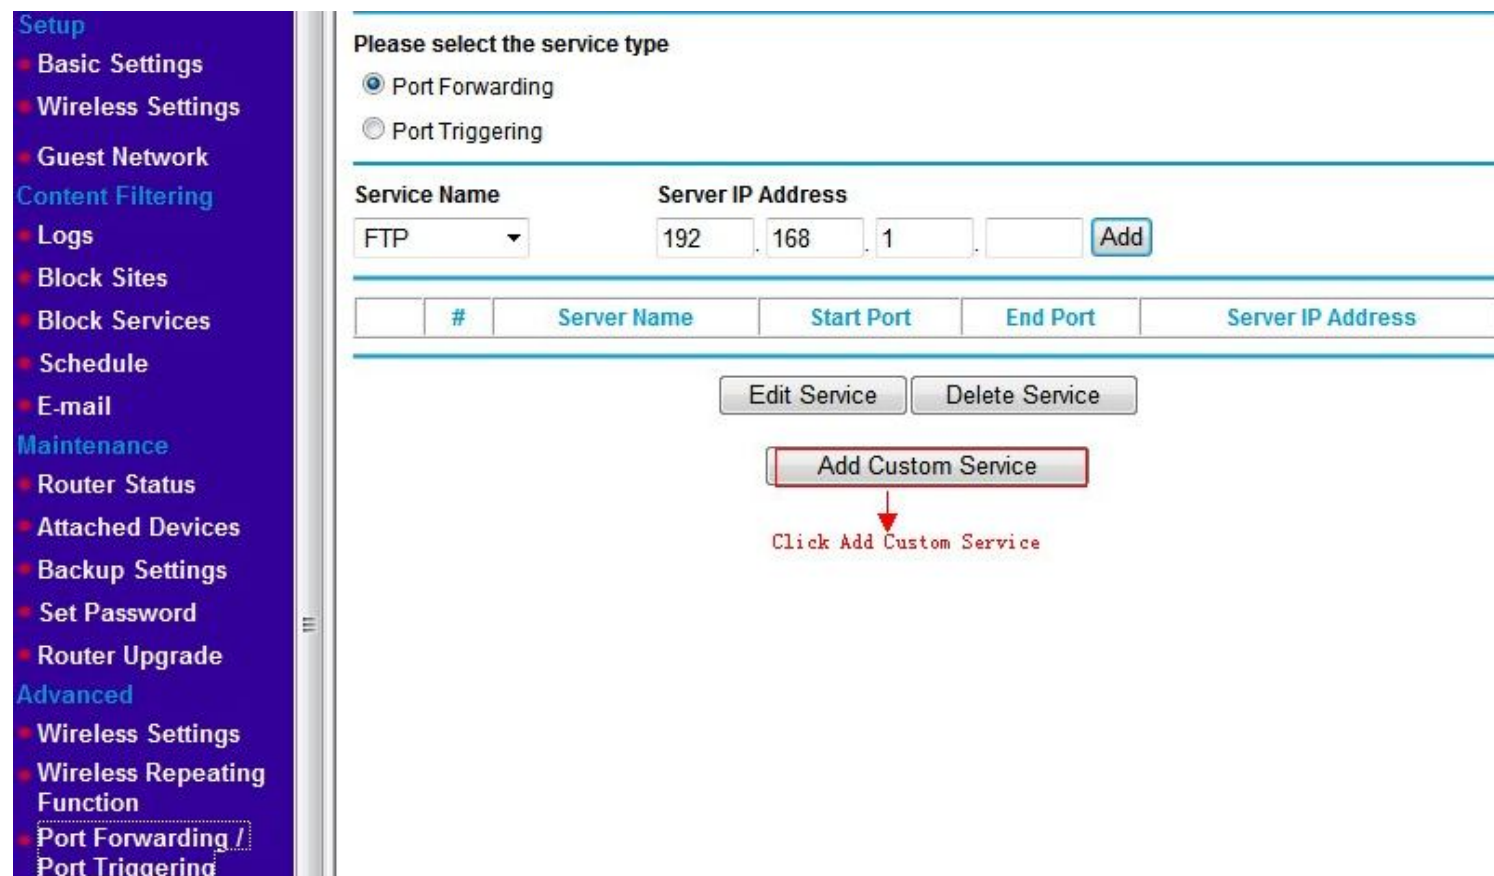 Setup
Basic Settings
Wireless Settings
Guest Network
Content Filtering
Logs
Block Sites
Block Services
Schedule
E-mail
Maintenance
Router Status
Attached Devices
Backup Settings
Set Password
Router Upgrade
Advanced
Wireless Settings
Wireless Repeating
Function
Port Forwarding /
Port Triggering
Please select the service type
Port Forwarding
Port Triggering
Service Name Server IP Address
FTP 192 . 168 . 1 . Add
# Server Name Start Port End Port Server IP Address
Edit Service Delete Service
Add Custom Service
Click Add Custom Service